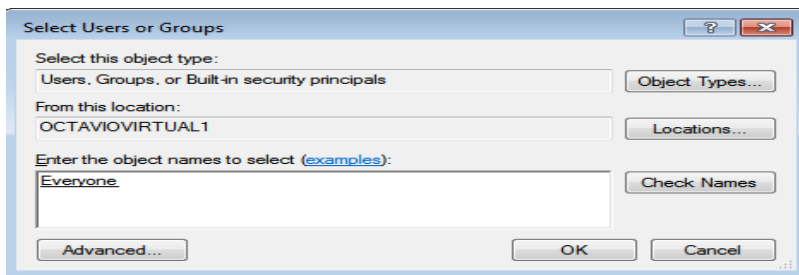 Select Users or Groups
Select this object type:
Users, Groups, or Built-in security principals
Object Types...
From this location:
OCTAVIOVIRTUAL1
Locations...
Enter the object names to select (examples):
Everyone
Check Names
Advanced...
OK
Cancel